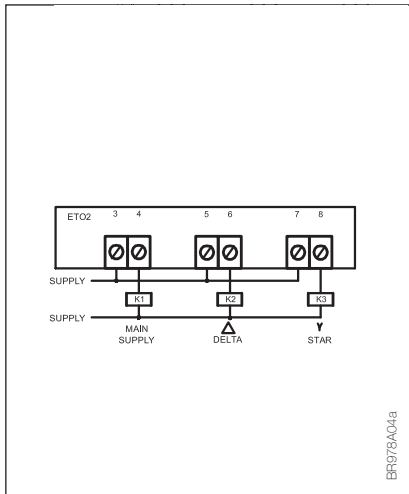 ETO2 3 4 5 6 7 8
SUPPLY
K1 K2 K3
SUPPLY
MAIN SUPPLY
DELTA
STAR
BR978A04a